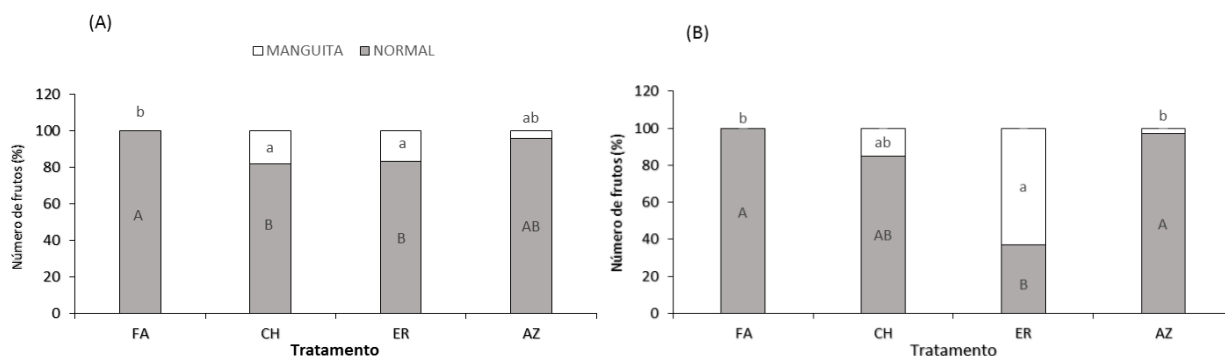 (A)
MANGUITA NORMAL
Número de frutos (%)
120
100
80
60
40
20
0
b
a
a
ab
A
B
B
AB
FA CH ER AZ
Tratamento
(B)
Número de frutos (%)
120
100
80
60
40
20
0
b
ab
a
b
A
AB
B
A
FA CH ER AZ
Tratamento